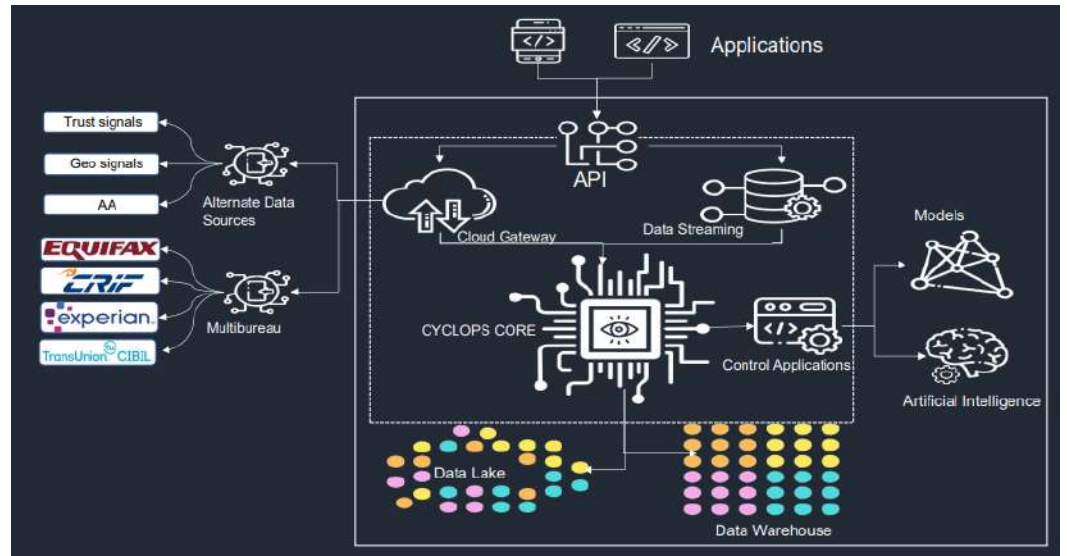 Applications
Trust signals
Geo signals
AA
Alternate Data
Sources
EQUIFAX
CRIF
experian.
TransUnion CIBIL
Multibureau
API
Cloud Gateway
Data Streaming
CYCLOPS CORE
Control Applications
Models
Artificial Intelligence
Data Lake
Data Warehouse